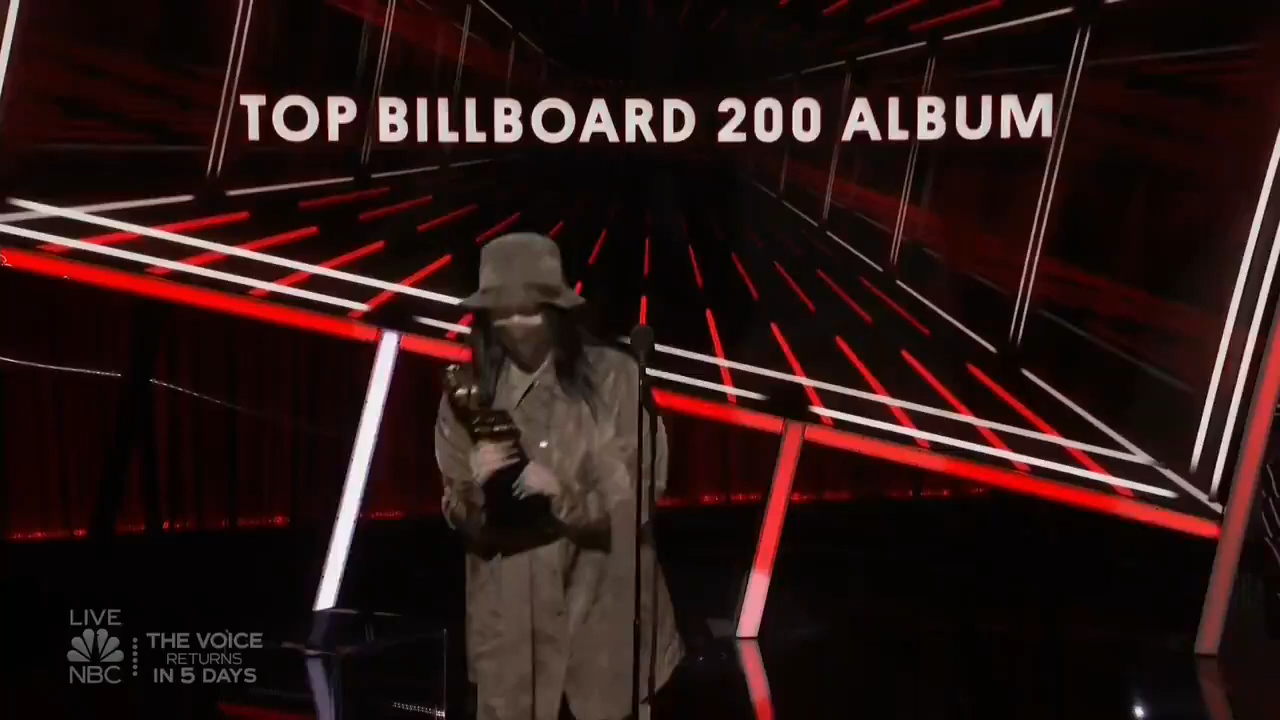 TOP BILLBOARD 200 ALBUM
LIVE
NBC
THE VOICE
RETURNS
IN 5 DAYS